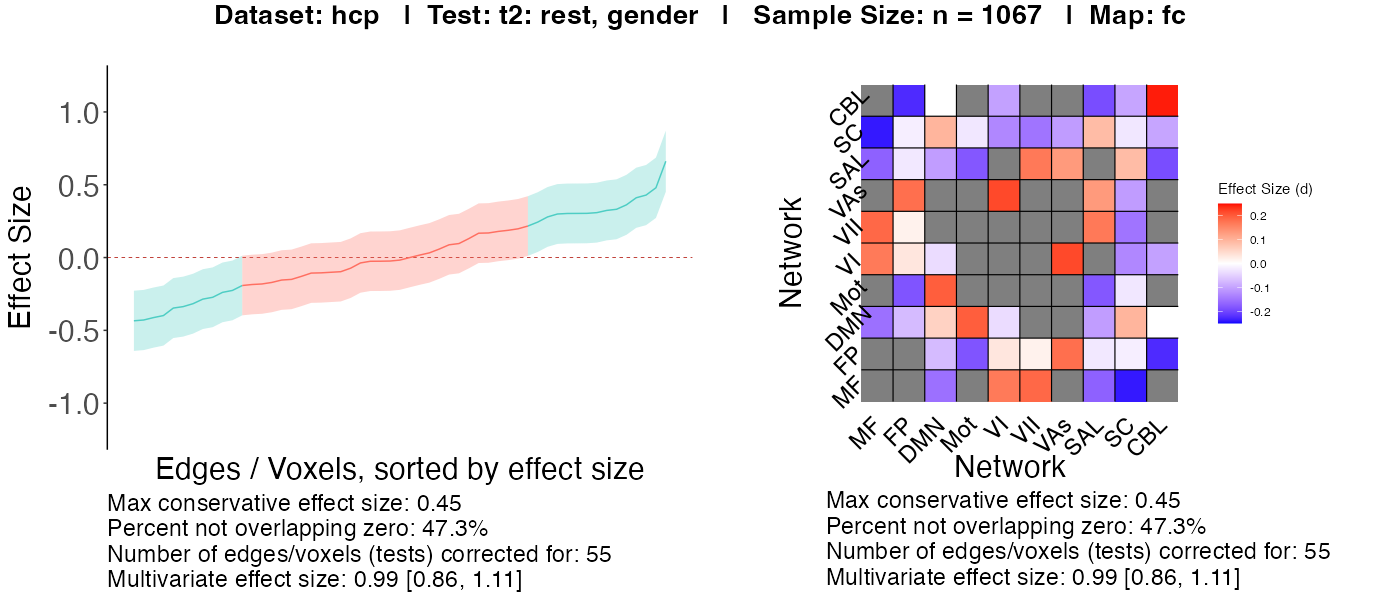 Dataset: hcp | Test: t2: rest, gender | Sample Size: n = 1067 | Map: fc
Effect Size
1.0
0.5
0.0
-0.5
-1.0
Edges / Voxels, sorted by effect size
Max conservative effect size: 0.45
Percent not overlapping zero: 47.3%
Number of edges/voxels (tests) corrected for: 55
Multivariate effect size: 0.99 [0.86, 1.11]
Network
CBL
SC
SAL
VAs
VII
VI
Mot
DMN
FP
MF
MF FP DMN Mot VI VII VAs SAL SC CBL
Network
Effect Size (d)
0.2
0.1
0.0
-0.1
-0.2
Max conservative effect size: 0.45
Percent not overlapping zero: 47.3%
Number of edges/voxels (tests) corrected for: 55
Multivariate effect size: 0.99 [0.86, 1.11]